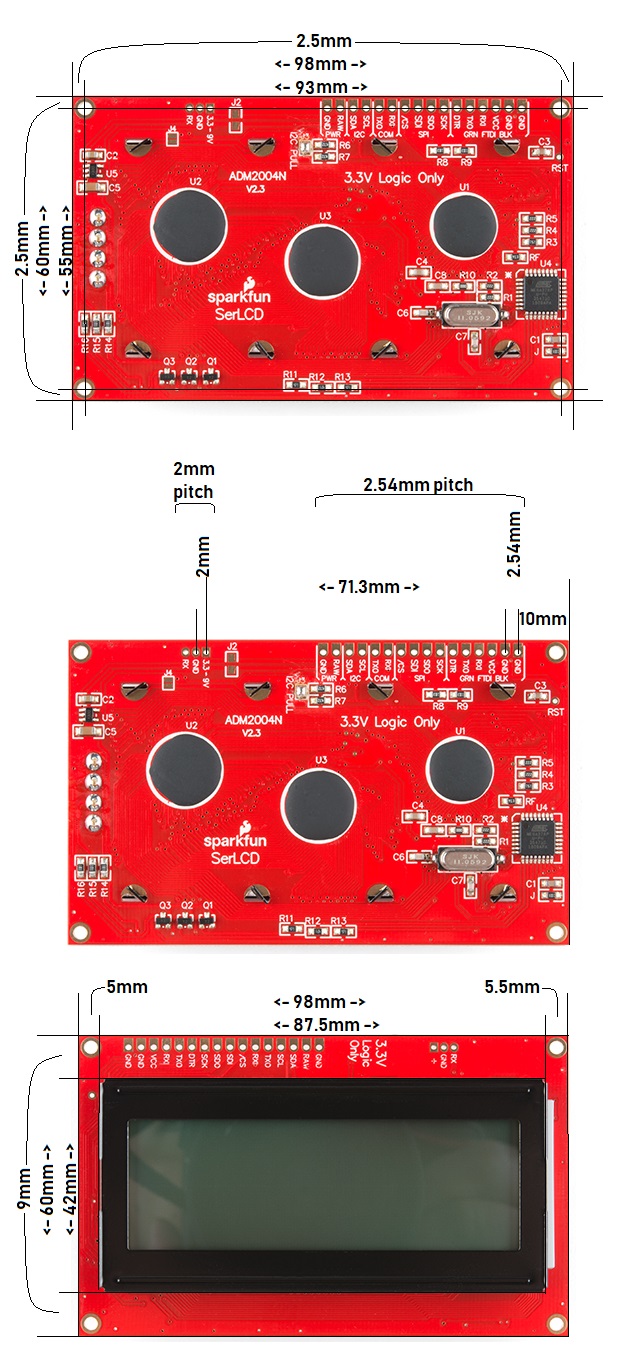 2.5mm
<- 98mm ->
<- 93mm ->
2.5mm
<- 60mm ->
<- 55mm ->
RX
GND
3.3 - 9V
J2
J4
GND RAW SDA SCL TXO RXI /CS SDI SDO SCK DTR TXO RXI VCC GND GND
PWR I2C COM SPI GRN FTDI BLK
I2C PULL
R6
R7
R8 R9
C3
RST
C2
U5
C5
U2
ADM2004N
V2.3
3.3V Logic Only
U1
U3
R5
R4
R3
RF
U4
C4
C8 R10 R2
R1
C6
SJK
11.0592
C7
sparkfun
SerLCD
R16
R15
R14
C1
J
Q3 Q2 Q1
R11 R12 R13
2mm
pitch
2.54mm pitch
2mm
2.54mm
<- 71.3mm ->
10mm
RX
GND
3.3 - 9V
J2
J4
GND RAW SDA SCL TXO RXI /CS SDI SDO SCK DTR TXO RXI VCC GND GND
PWR I2C COM SPI GRN FTDI BLK
I2C PULL
R6
R7
R8 R9
C3
RST
C2
U5
C5
U2
ADM2004N
V2.3
3.3V Logic Only
U1
U3
R5
R4
R3
RF
U4
C4
C8 R10 R2
R1
C6
SJK
11.0592
C7
sparkfun
SerLCD
R16
R15
R14
C1
J
Q3 Q2 Q1
R11 R12 R13
5mm
5.5mm
<- 98mm ->
<- 87.5mm ->
9mm
<- 60mm ->
<- 42mm ->
GND GND VCC RXI TXO DTR SCK SDO SDI /CS RXI TXO SCL SDA RAW GND
3.3V
Logic
Only
+ GND RX